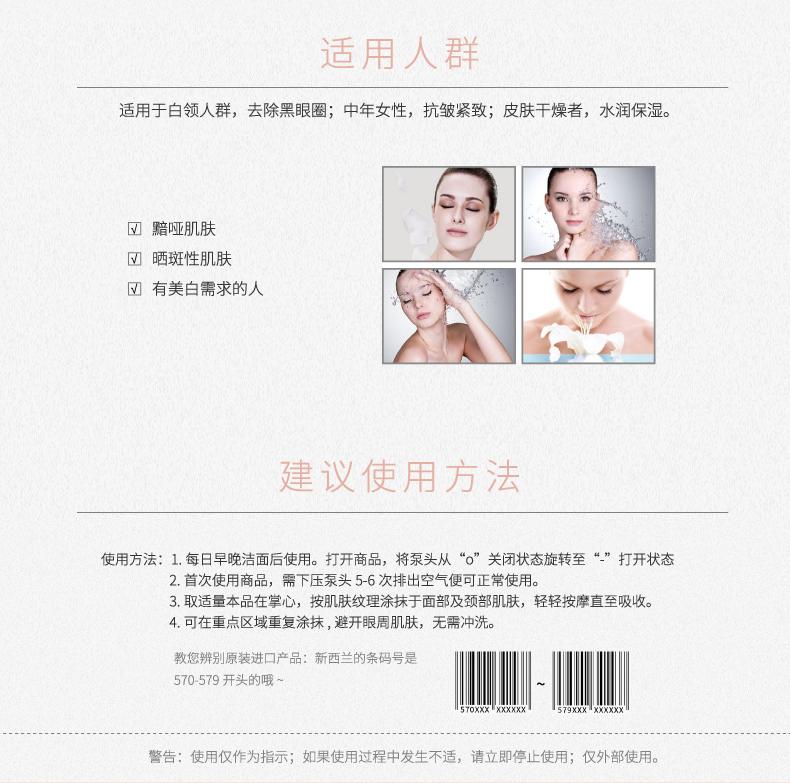 适用人群
适用于白领人群，去除黑眼圈；中年女性，抗皱紧致；皮肤干燥者，水润保湿。
☑ 黯哑肌肤
☑ 晒斑性肌肤
☑ 有美白需求的人
建议使用方法
使用方法：1. 每日早晚洁面后使用。打开商品，将泵头从“o”关闭状态旋转至“-”打开状态
2. 首次使用商品，需下压泵头 5-6 次排出空气便可正常使用。
3. 取适量本品在掌心，按肌肤纹理涂抹于面部及颈部肌肤，轻轻按摩直至吸收。
4. 可在重点区域重复涂抹 , 避开眼周肌肤，无需冲洗。
教您辨别原装进口产品：新西兰的条码号是
570-579 开头的哦 ~
570XXX XXXXXX ~ 579XXX XXXXXX
警告：使用仅作为指示；如果使用过程中发生不适，请立即停止使用；仅外部使用。